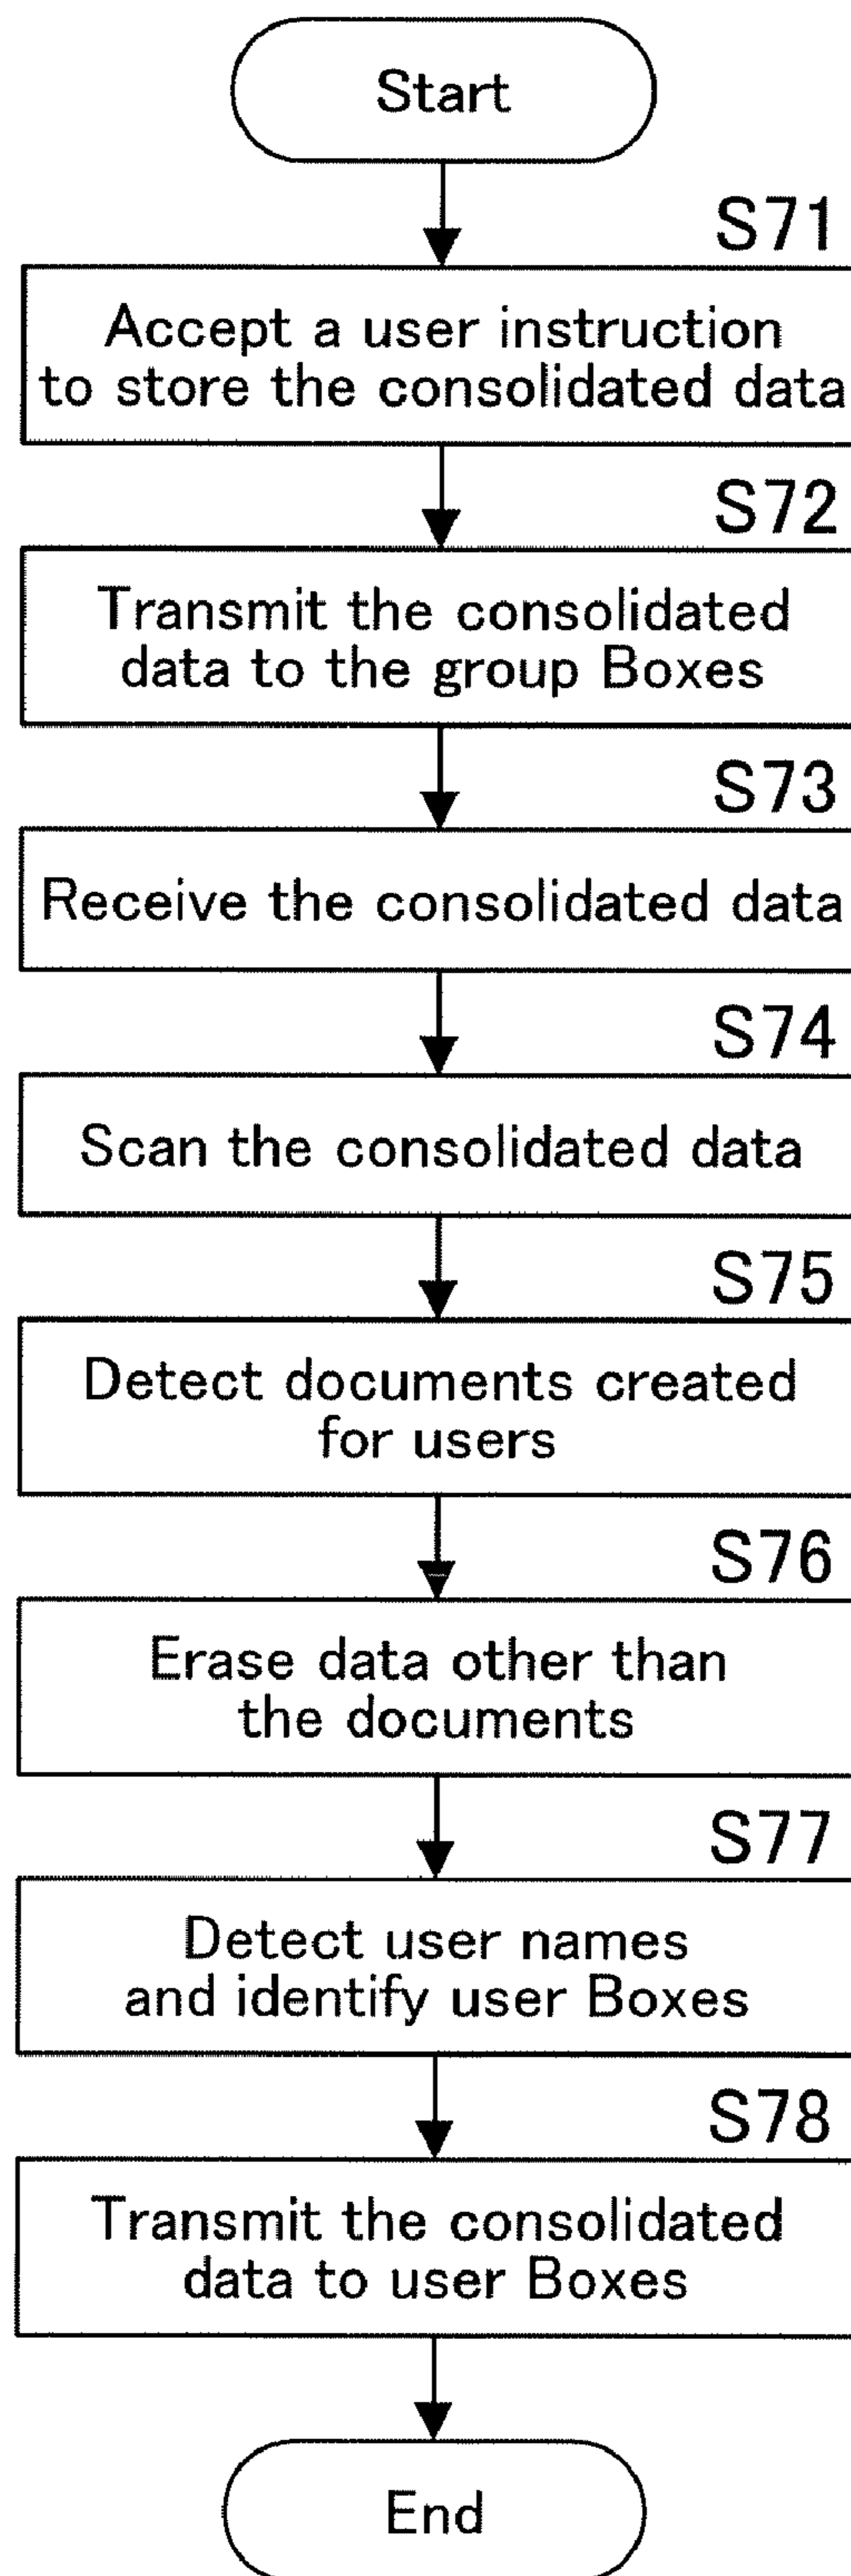 Start
S71
Accept a user instruction
to store the consolidated data
S72
Transmit the consolidated
data to the group Boxes
S73
Receive the consolidated data
S74
Scan the consolidated data
S75
Detect documents created
for users
S76
Erase data other than
the documents
S77
Detect user names
and identify user Boxes
S78
Transmit the consolidated
data to user Boxes
End